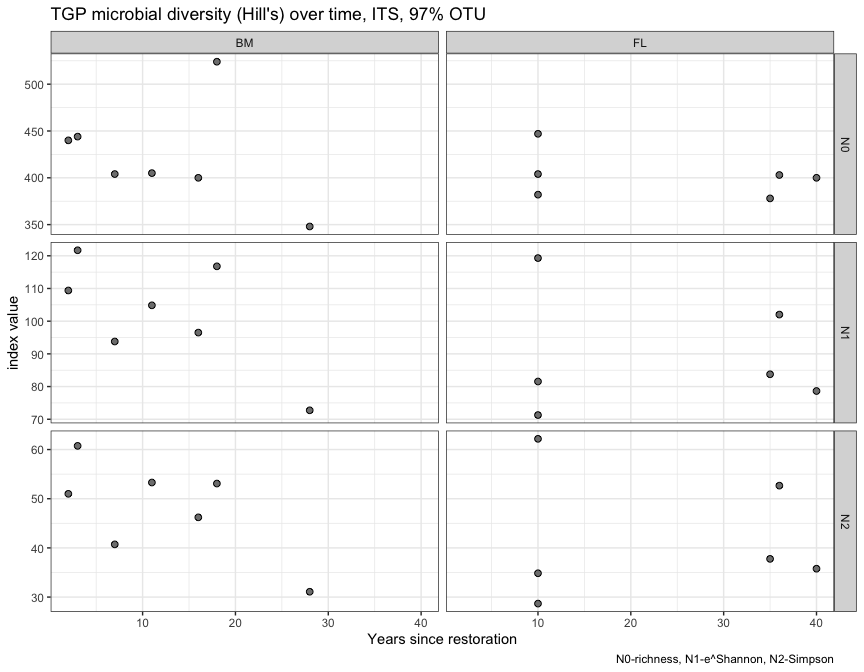 TGP microbial diversity (Hill's) over time, ITS, 97% OTU
BM
FL
500
450
400
350
N0
120
110
100
90
80
70
N1
index value
60
50
40
30
N2
10
20
30
40
10
20
30
40
Years since restoration
N0-richness, N1-e^Shannon, N2-Simpson